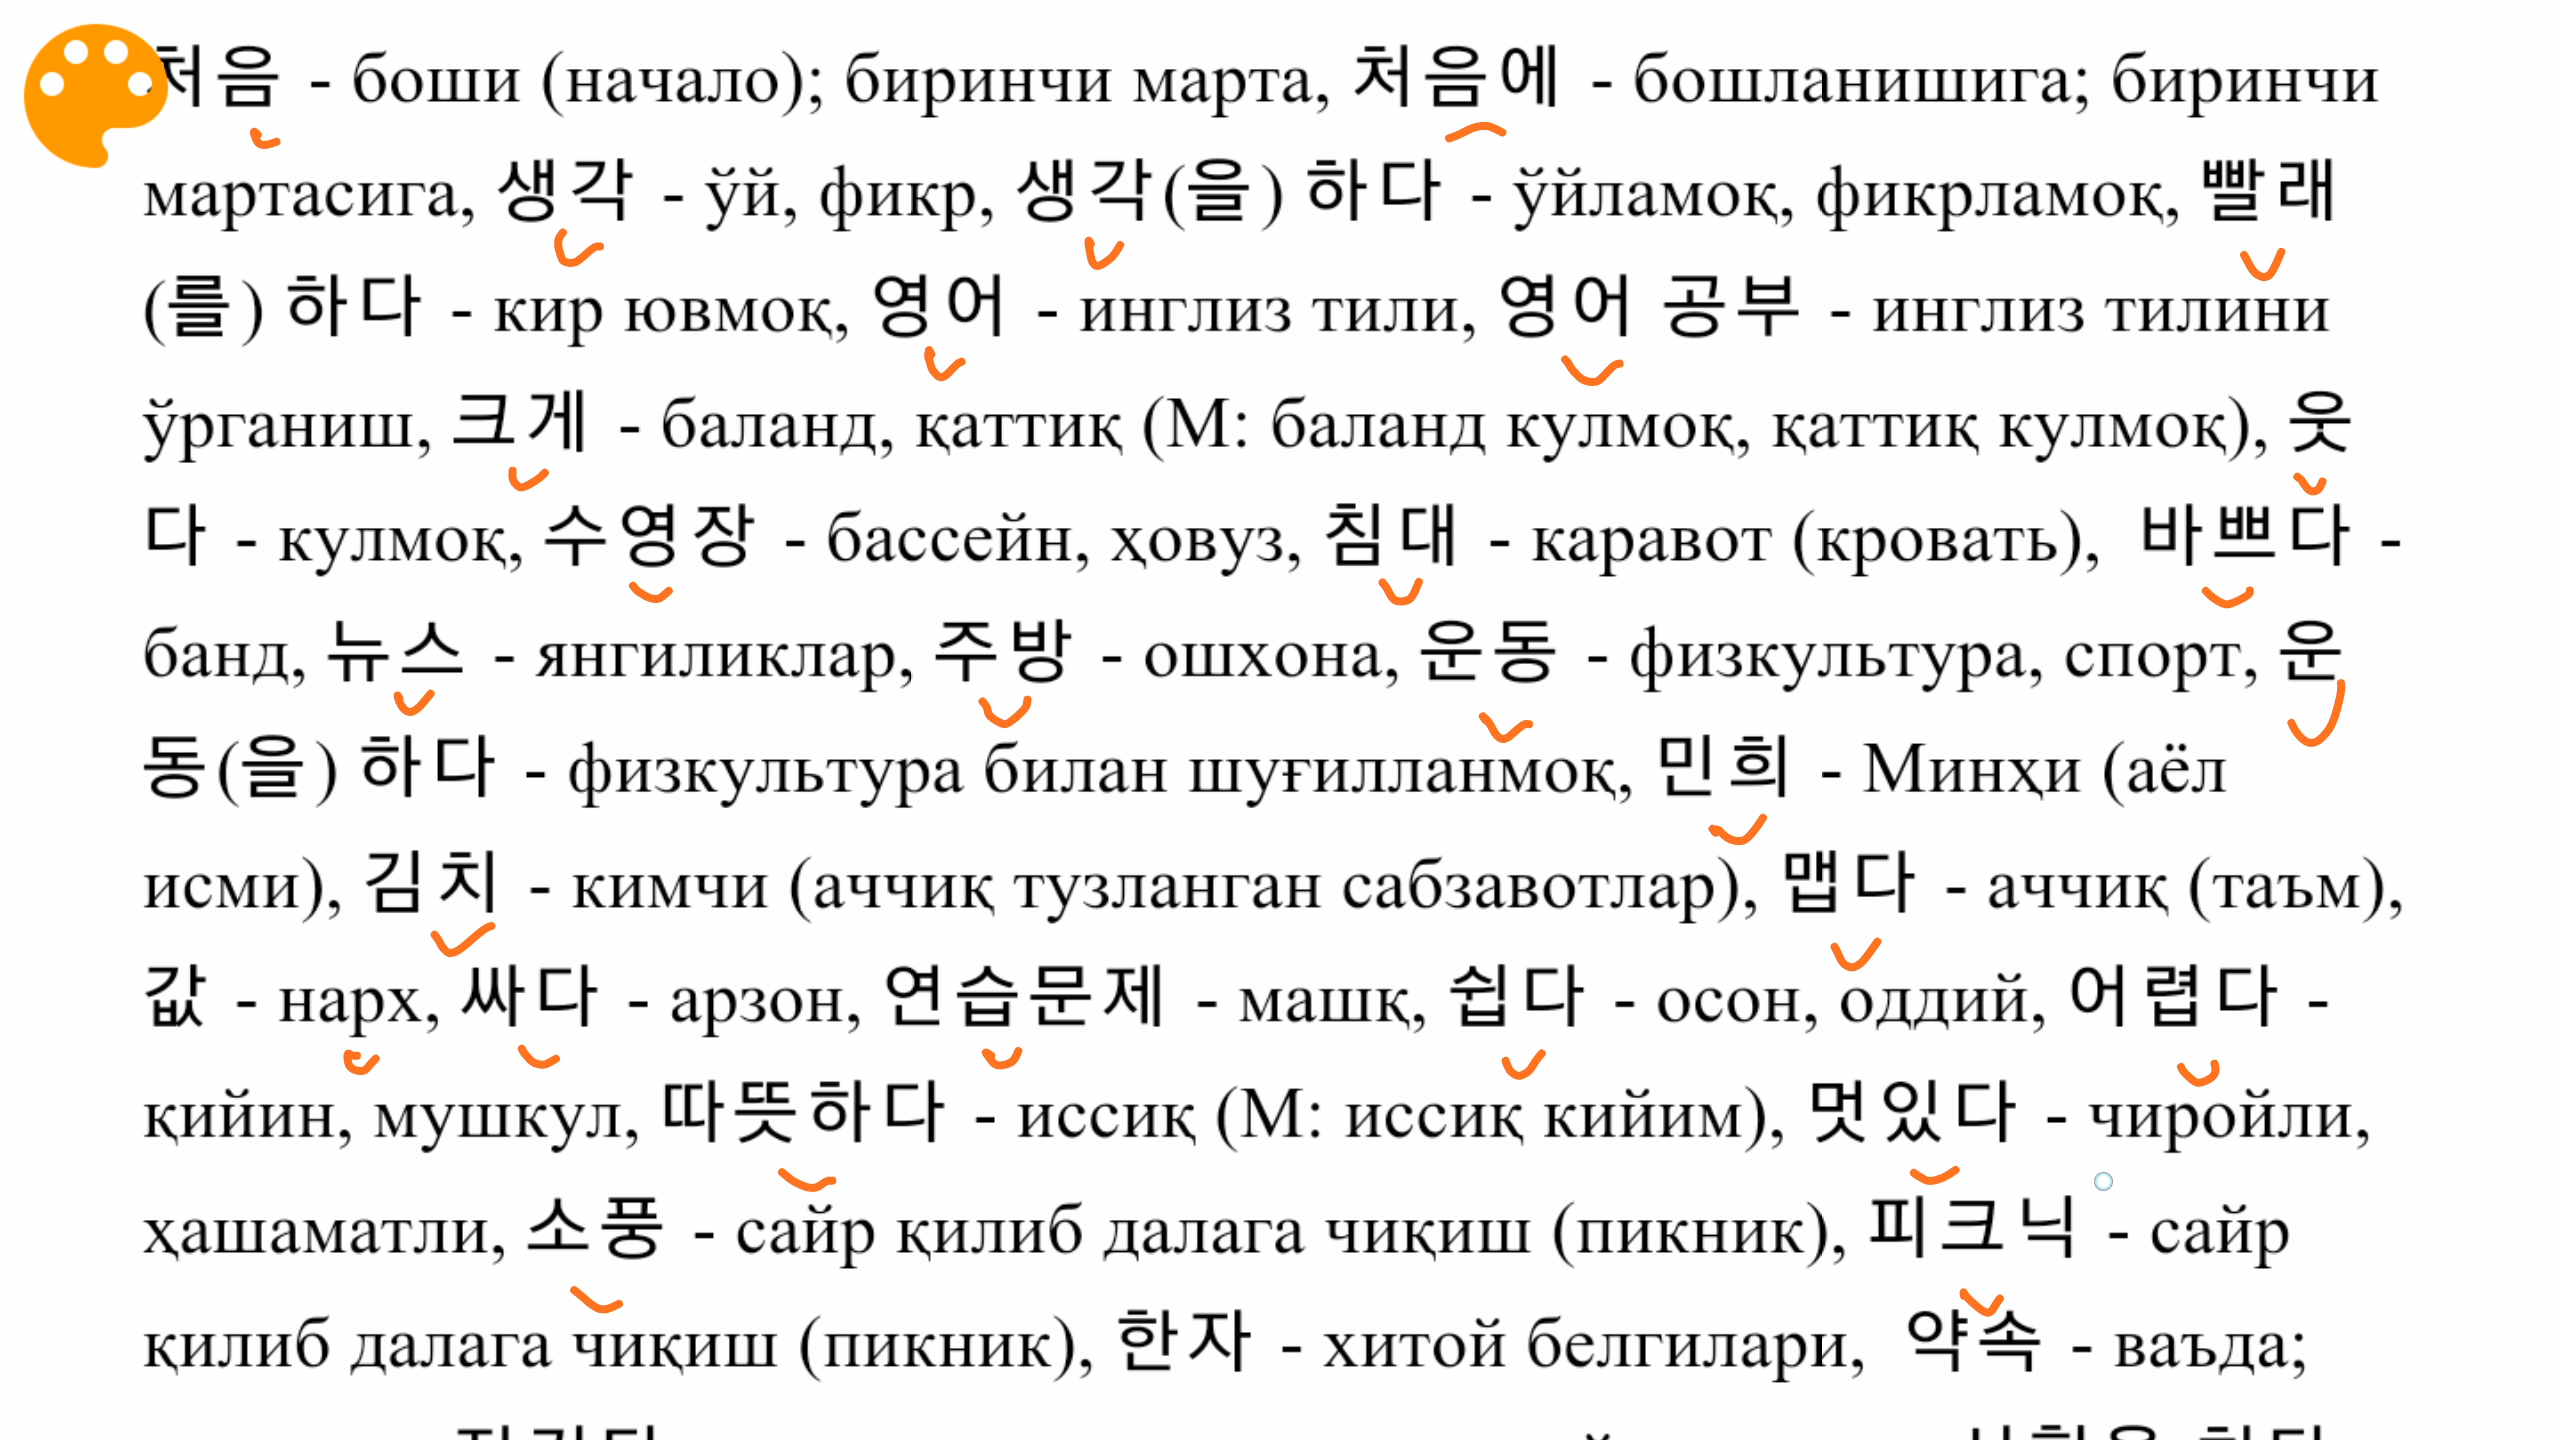 처음 - боши (начало); биринчи марта, 처음에 - бошланишига; биринчи
мартасига, 생각 - ўй, фикр, 생각(을) 하다 - ўйламоқ, фикрламоқ, 빨래
(를) 하다 - кир ювмоқ, 영어 - инглиз тили, 영어 공부 - инглиз тилини
ўрганиш, 크게 - баланд, қаттиқ (М: баланд кулмоқ, қаттиқ кулмоқ), 웃
다 - кулмоқ, 수영장 - бассейн, ҳовуз, 침대 - каравот (кровать), 바쁘다 -
банд, 뉴스 - янгиликлар, 주방 - ошхона, 운동 - физкультура, спорт, 운
동(을) 하다 - физкультура билан шуғилланмоқ, 민희 - Минҳи (аёл
исми), 김치 - кимчи (аччиқ тузланган сабзавотлар), 맵다 - аччиқ (таъм),
값 - нарх, 싸다 - арзон, 연습문제 - машқ, 쉽다 - осон, оддий, 어렵다 -
қийин, мушкул, 따뜻하다 - иссиқ (М: иссиқ кийим), 멋있다 - чиройли,
ҳашаматли, 소풍 - сайр қилиб далага чиқиш (пикник), 피크닉 - сайр
қилиб далага чиқиш (пикник), 한자 - хитой белгилари, 약속 - ваъда;